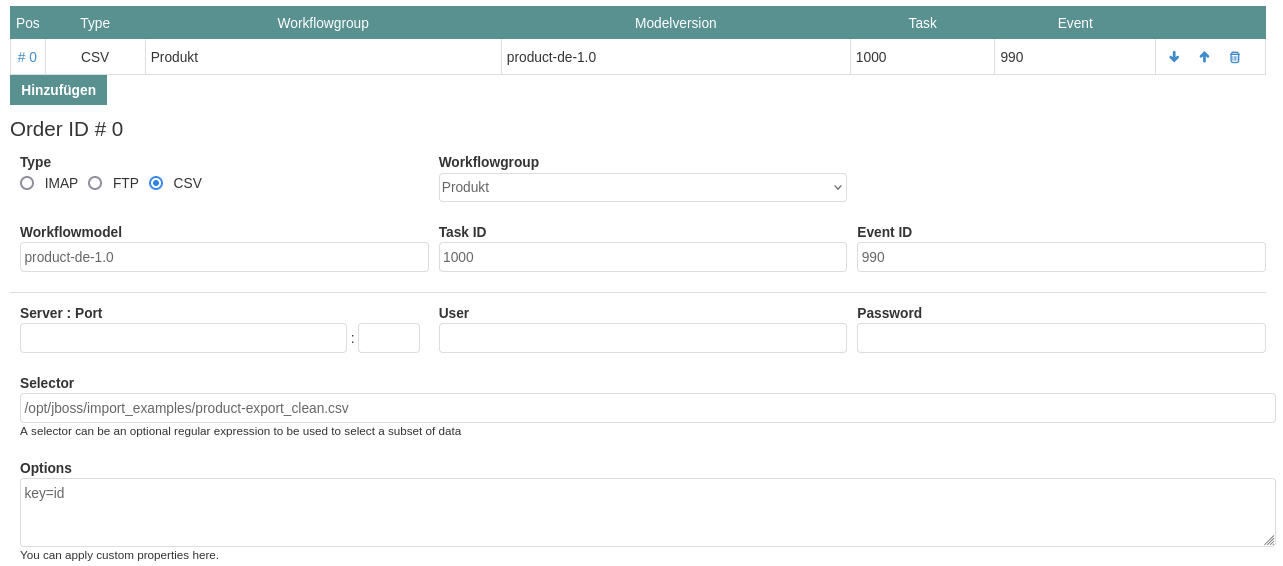 Pos Type Workflowgroup Modelversion Task Event
# 0 CSV Produkt product-de-1.0 1000 990
Hinzufügen
Order ID # 0
Type Workflowgroup
IMAP FTP CSV Produkt
Workflowmodel Task ID Event ID
product-de-1.0 1000 990
Server : Port User Password
:
Selector
/opt/jboss/import_examples/product-export_clean.csv
A selector can be an optional regular expression to be used to select a subset of data
Options
key=id
You can apply custom properties here.